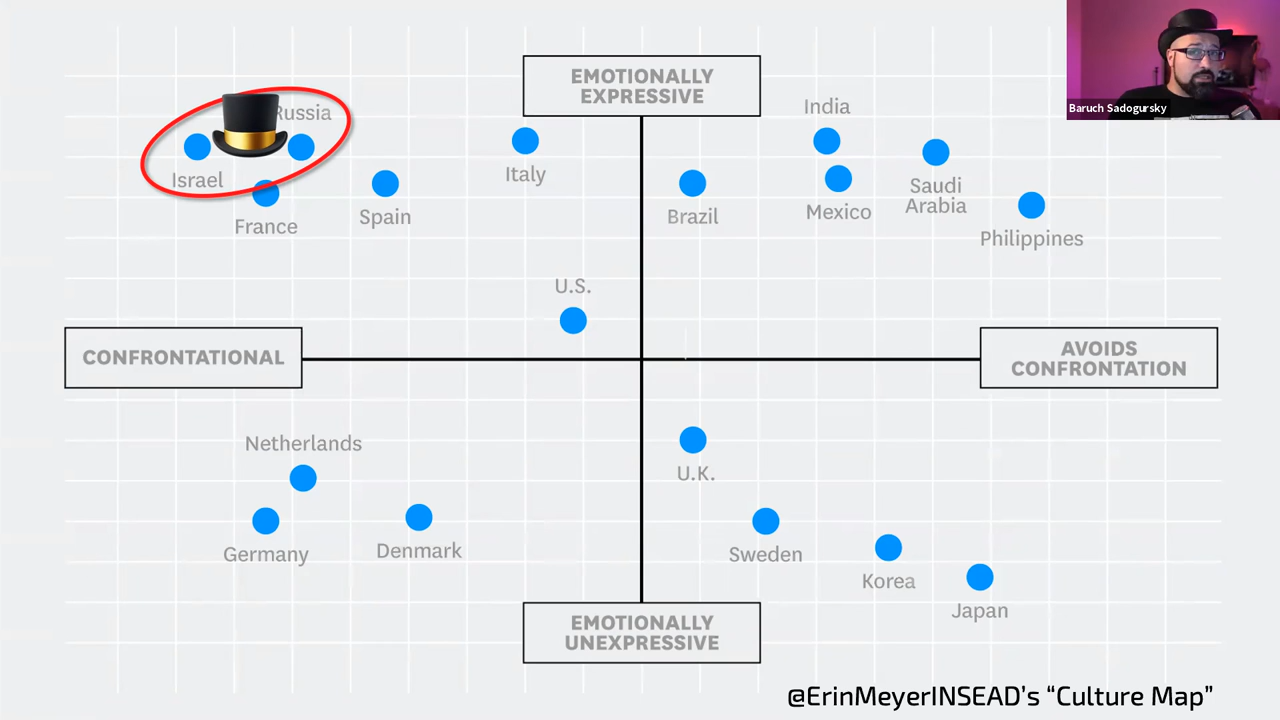 EMOTIONALLY
EXPRESSIVE
Baruch Sadogursky
Russia
India
Israel
Italy
France
Spain
Brazil
Mexico
Saudi
Arabia
Philippines
U.S.
CONFRONTATIONAL
AVOIDS
CONFRONTATION
Netherlands
U.K.
Germany
Denmark
Sweden
Korea
Japan
EMOTIONALLY
UNEXPRESSIVE
@ErinMeyerINSEAD's “Culture Map”